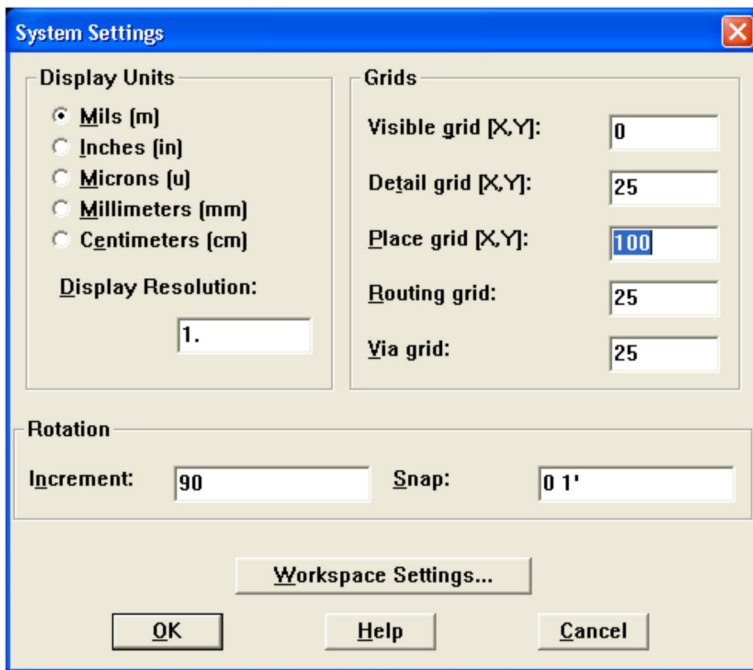 System Settings
Display Units
Mils (m)
Inches (in)
Microns (u)
Millimeters (mm)
Centimeters (cm)
Display Resolution:
1.
Grids
Visible grid [X,Y]:
0
Detail grid [X,Y]:
25
Place grid [X,Y]:
100
Routing grid:
25
Via grid:
25
Rotation
Increment:
90
Snap:
0 1'
Workspace Settings...
OK
Help
Cancel